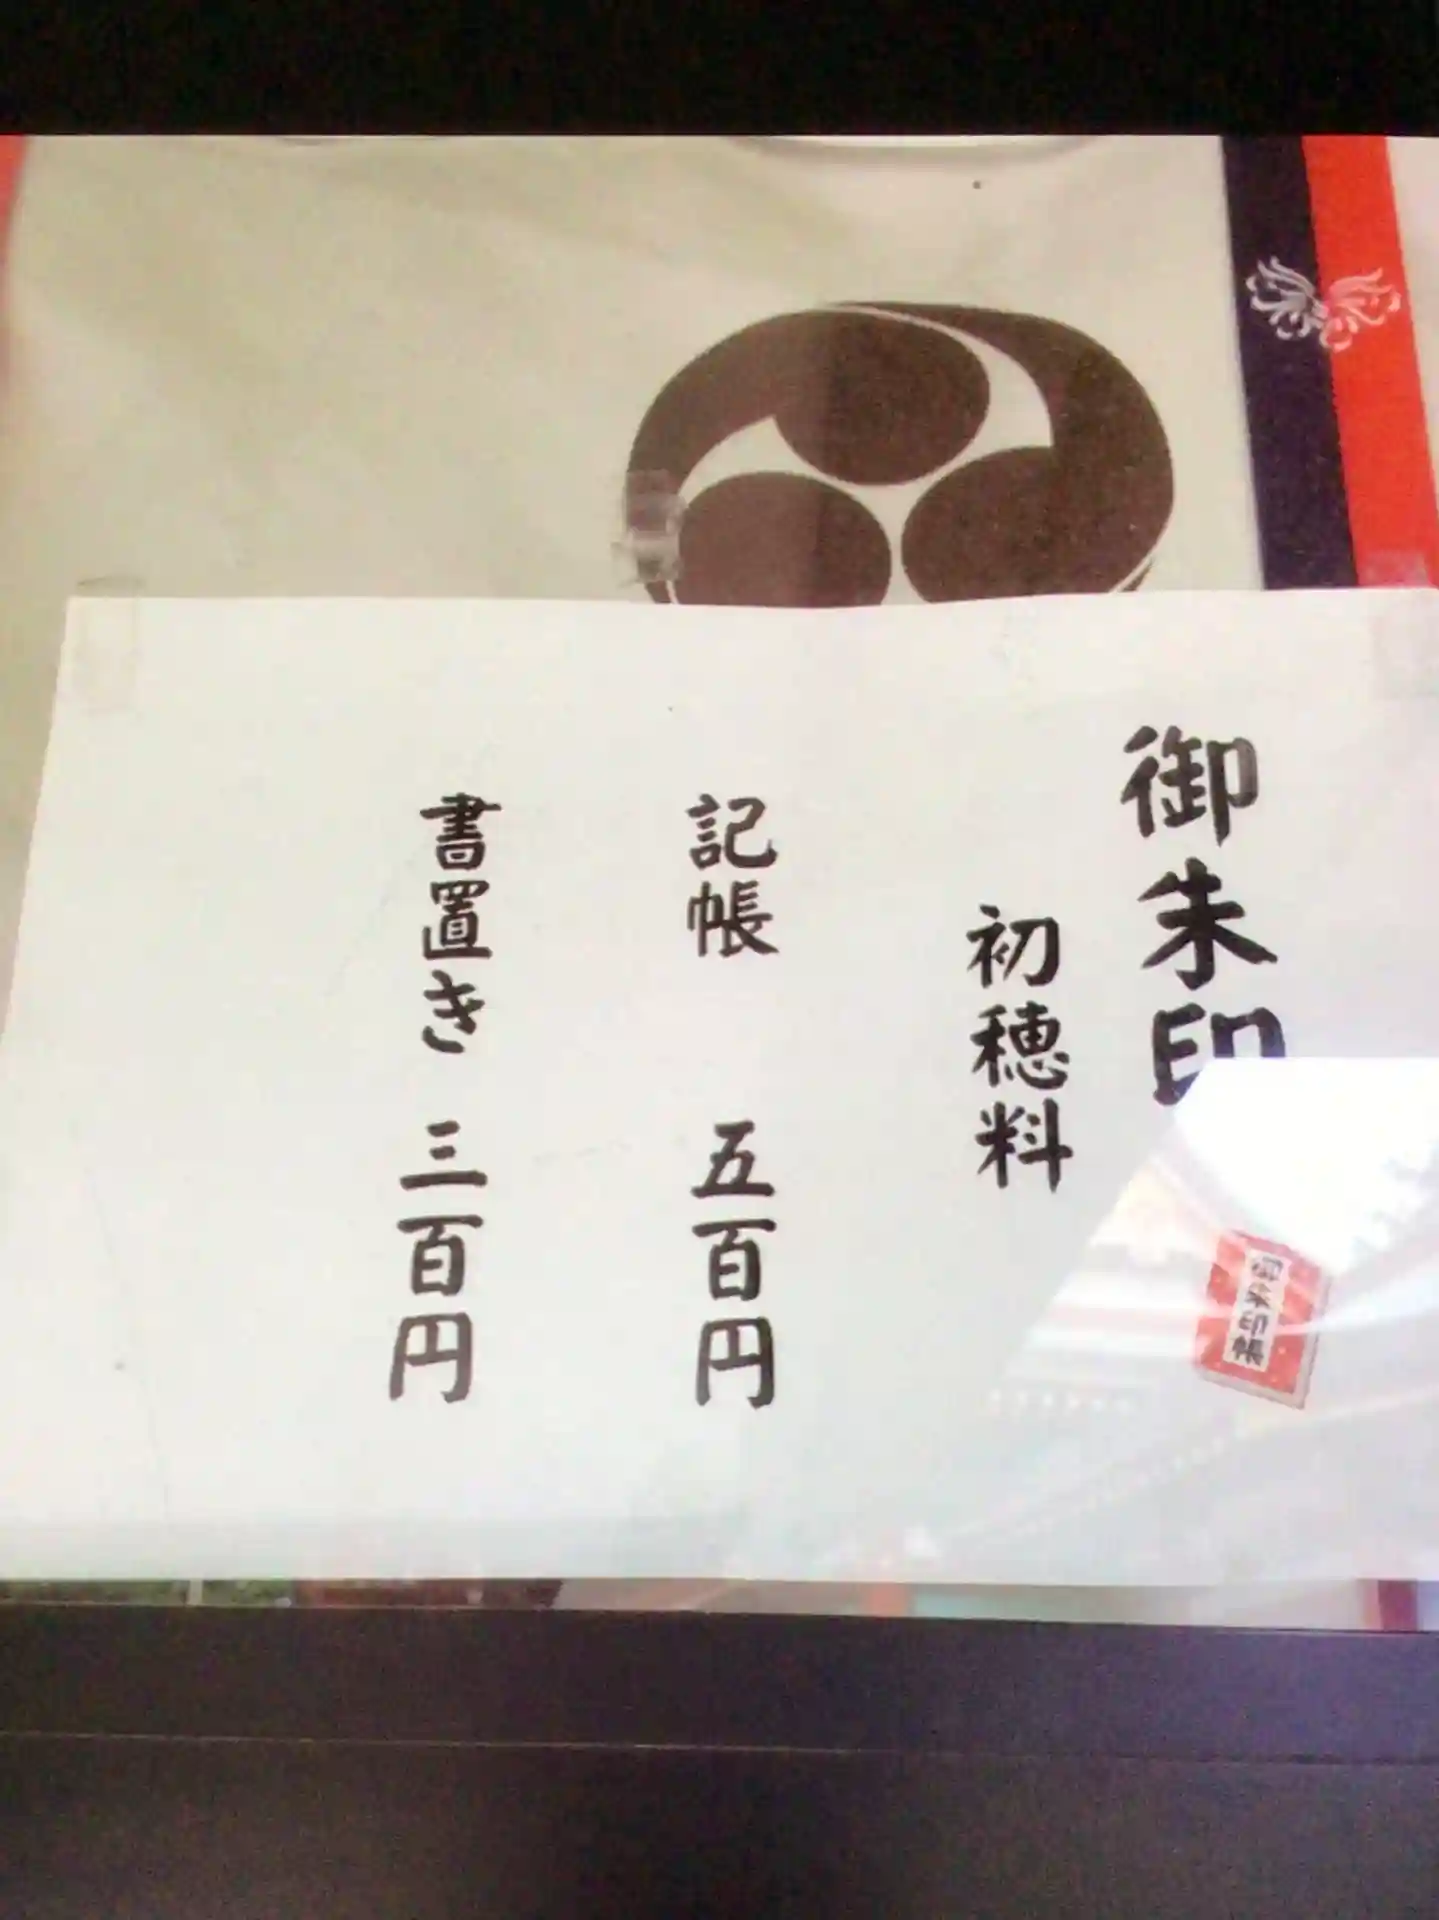 御朱印
初穂料
記帳 五百円
書置き 三百円
御朱印帳